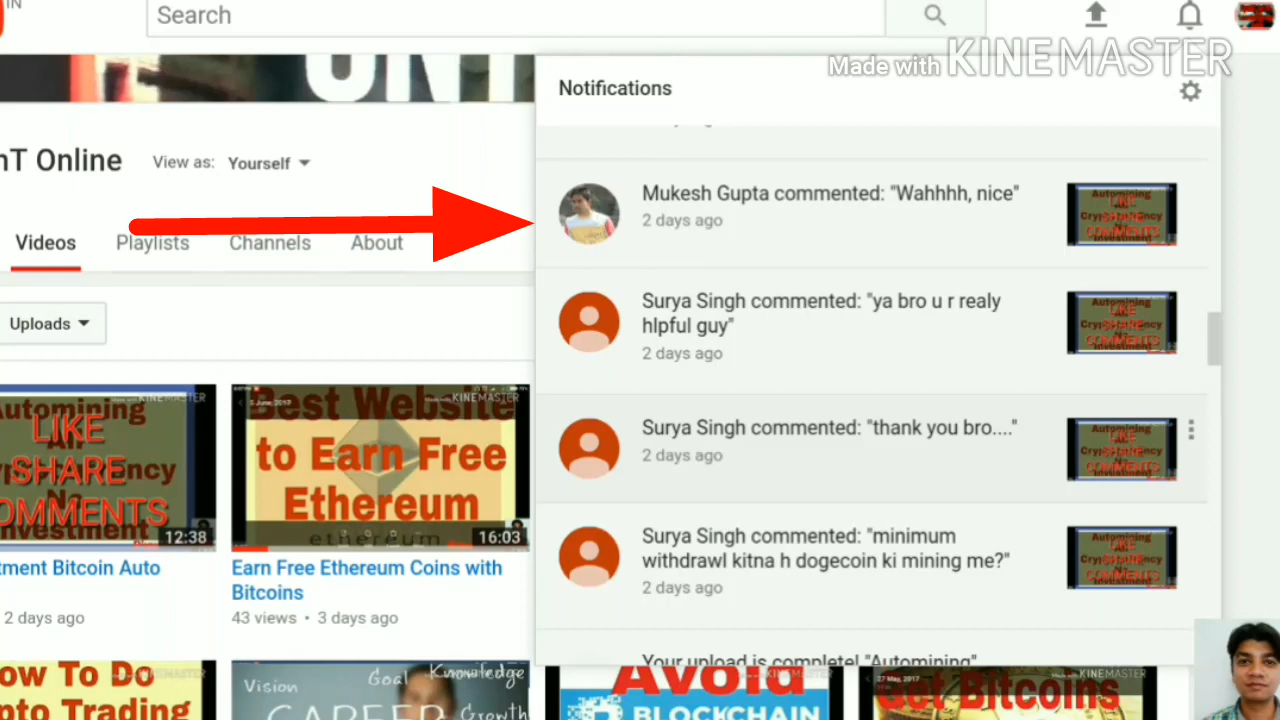 IN
Search
Made with KINEMASTER
Notifications
nT Online
View as: Yourself
Mukesh Gupta commented: "Wahhhh, nice"
2 days ago
Videos
Playlists
Channels
About
Surya Singh commented: "ya bro u r realy
hlpful guy"
2 days ago
Uploads
Automining
LIKE
SHARE
COMMENTS
No
Investment
12:38
Best Website
to Earn Free
Ethereum
ethereum
16:03
Surya Singh commented: "thank you bro...."
2 days ago
Surya Singh commented: "minimum
withdrawl kitna h dogecoin ki mining me?"
2 days ago
tment Bitcoin Auto
2 days ago
Earn Free Ethereum Coins with
Bitcoins
43 views • 3 days ago
Your upload is complete! "Automining"
ow To Do
pto Trading
Vision
Goal
Knowledge
CAREER
Growth
Avoid
BLOCKCHAIN
27 May, 2017
Get Bitcoins